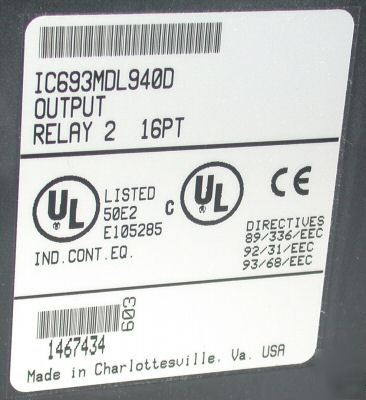 IC693MDL940D
OUTPUT
RELAY 2 16PT
UL
LISTED
50E2
E105285
IND.CONT.EQ.
C
UL
CE
DIRECTIVES
89/336/EEC
92/31/EEC
93/68/EEC
603
1467434
Made in Charlottesville, Va. USA